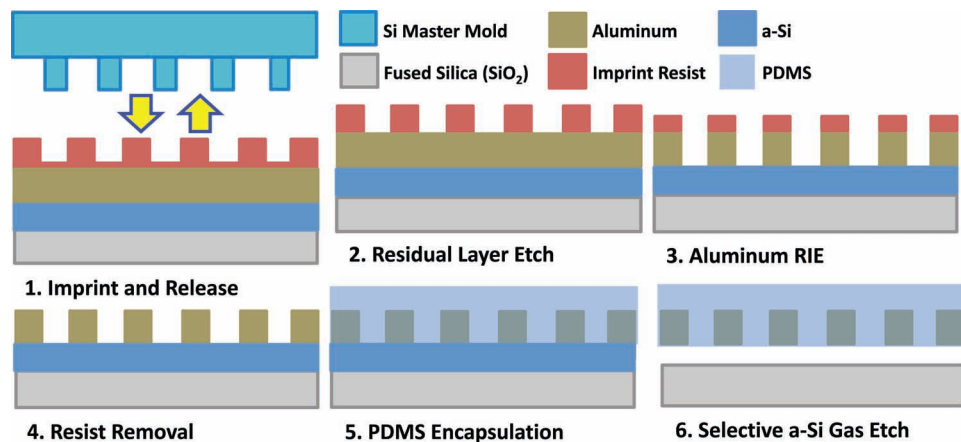 Si Master Mold
Aluminum
a-Si
Fused Silica (SiO₂)
Imprint Resist
PDMS
1. Imprint and Release
2. Residual Layer Etch
3. Aluminum RIE
4. Resist Removal
5. PDMS Encapsulation
6. Selective a-Si Gas Etch